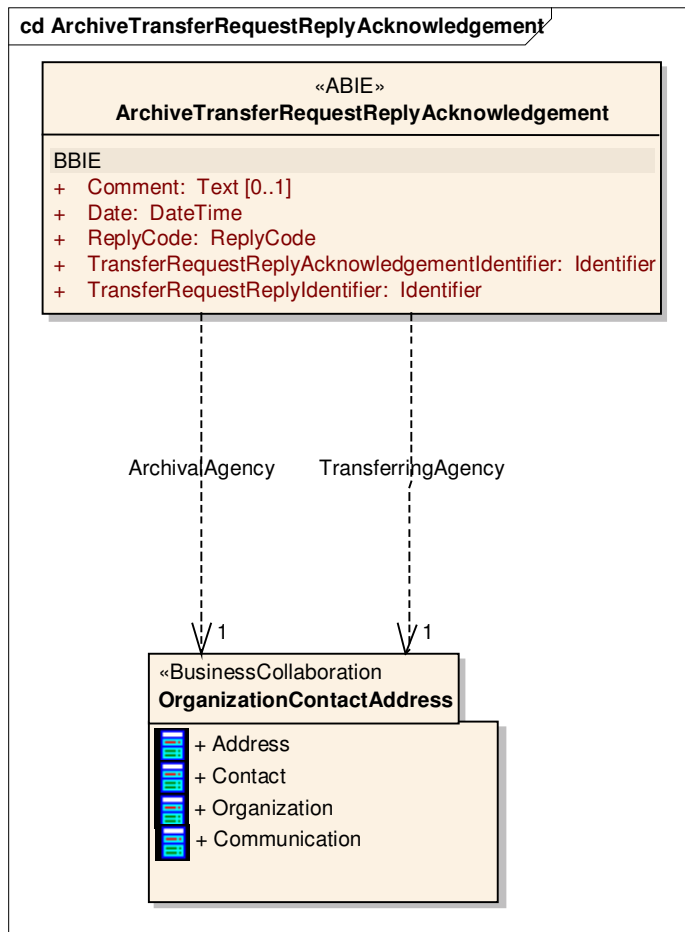 cd ArchiveTransferRequestReplyAcknowledgement
«ABIE»
ArchiveTransferRequestReplyAcknowledgement
BBIE
+ Comment: Text [0..1]
+ Date: DateTime
+ ReplyCode: ReplyCode
+ TransferRequestReplyAcknowledgementIdentifier: Identifier
+ TransferRequestReplyIdentifier: Identifier
ArchivalAgency TransferringAgency
1 1
«BusinessCollaboration
OrganizationContactAddress
+ Address
+ Contact
+ Organization
+ Communication